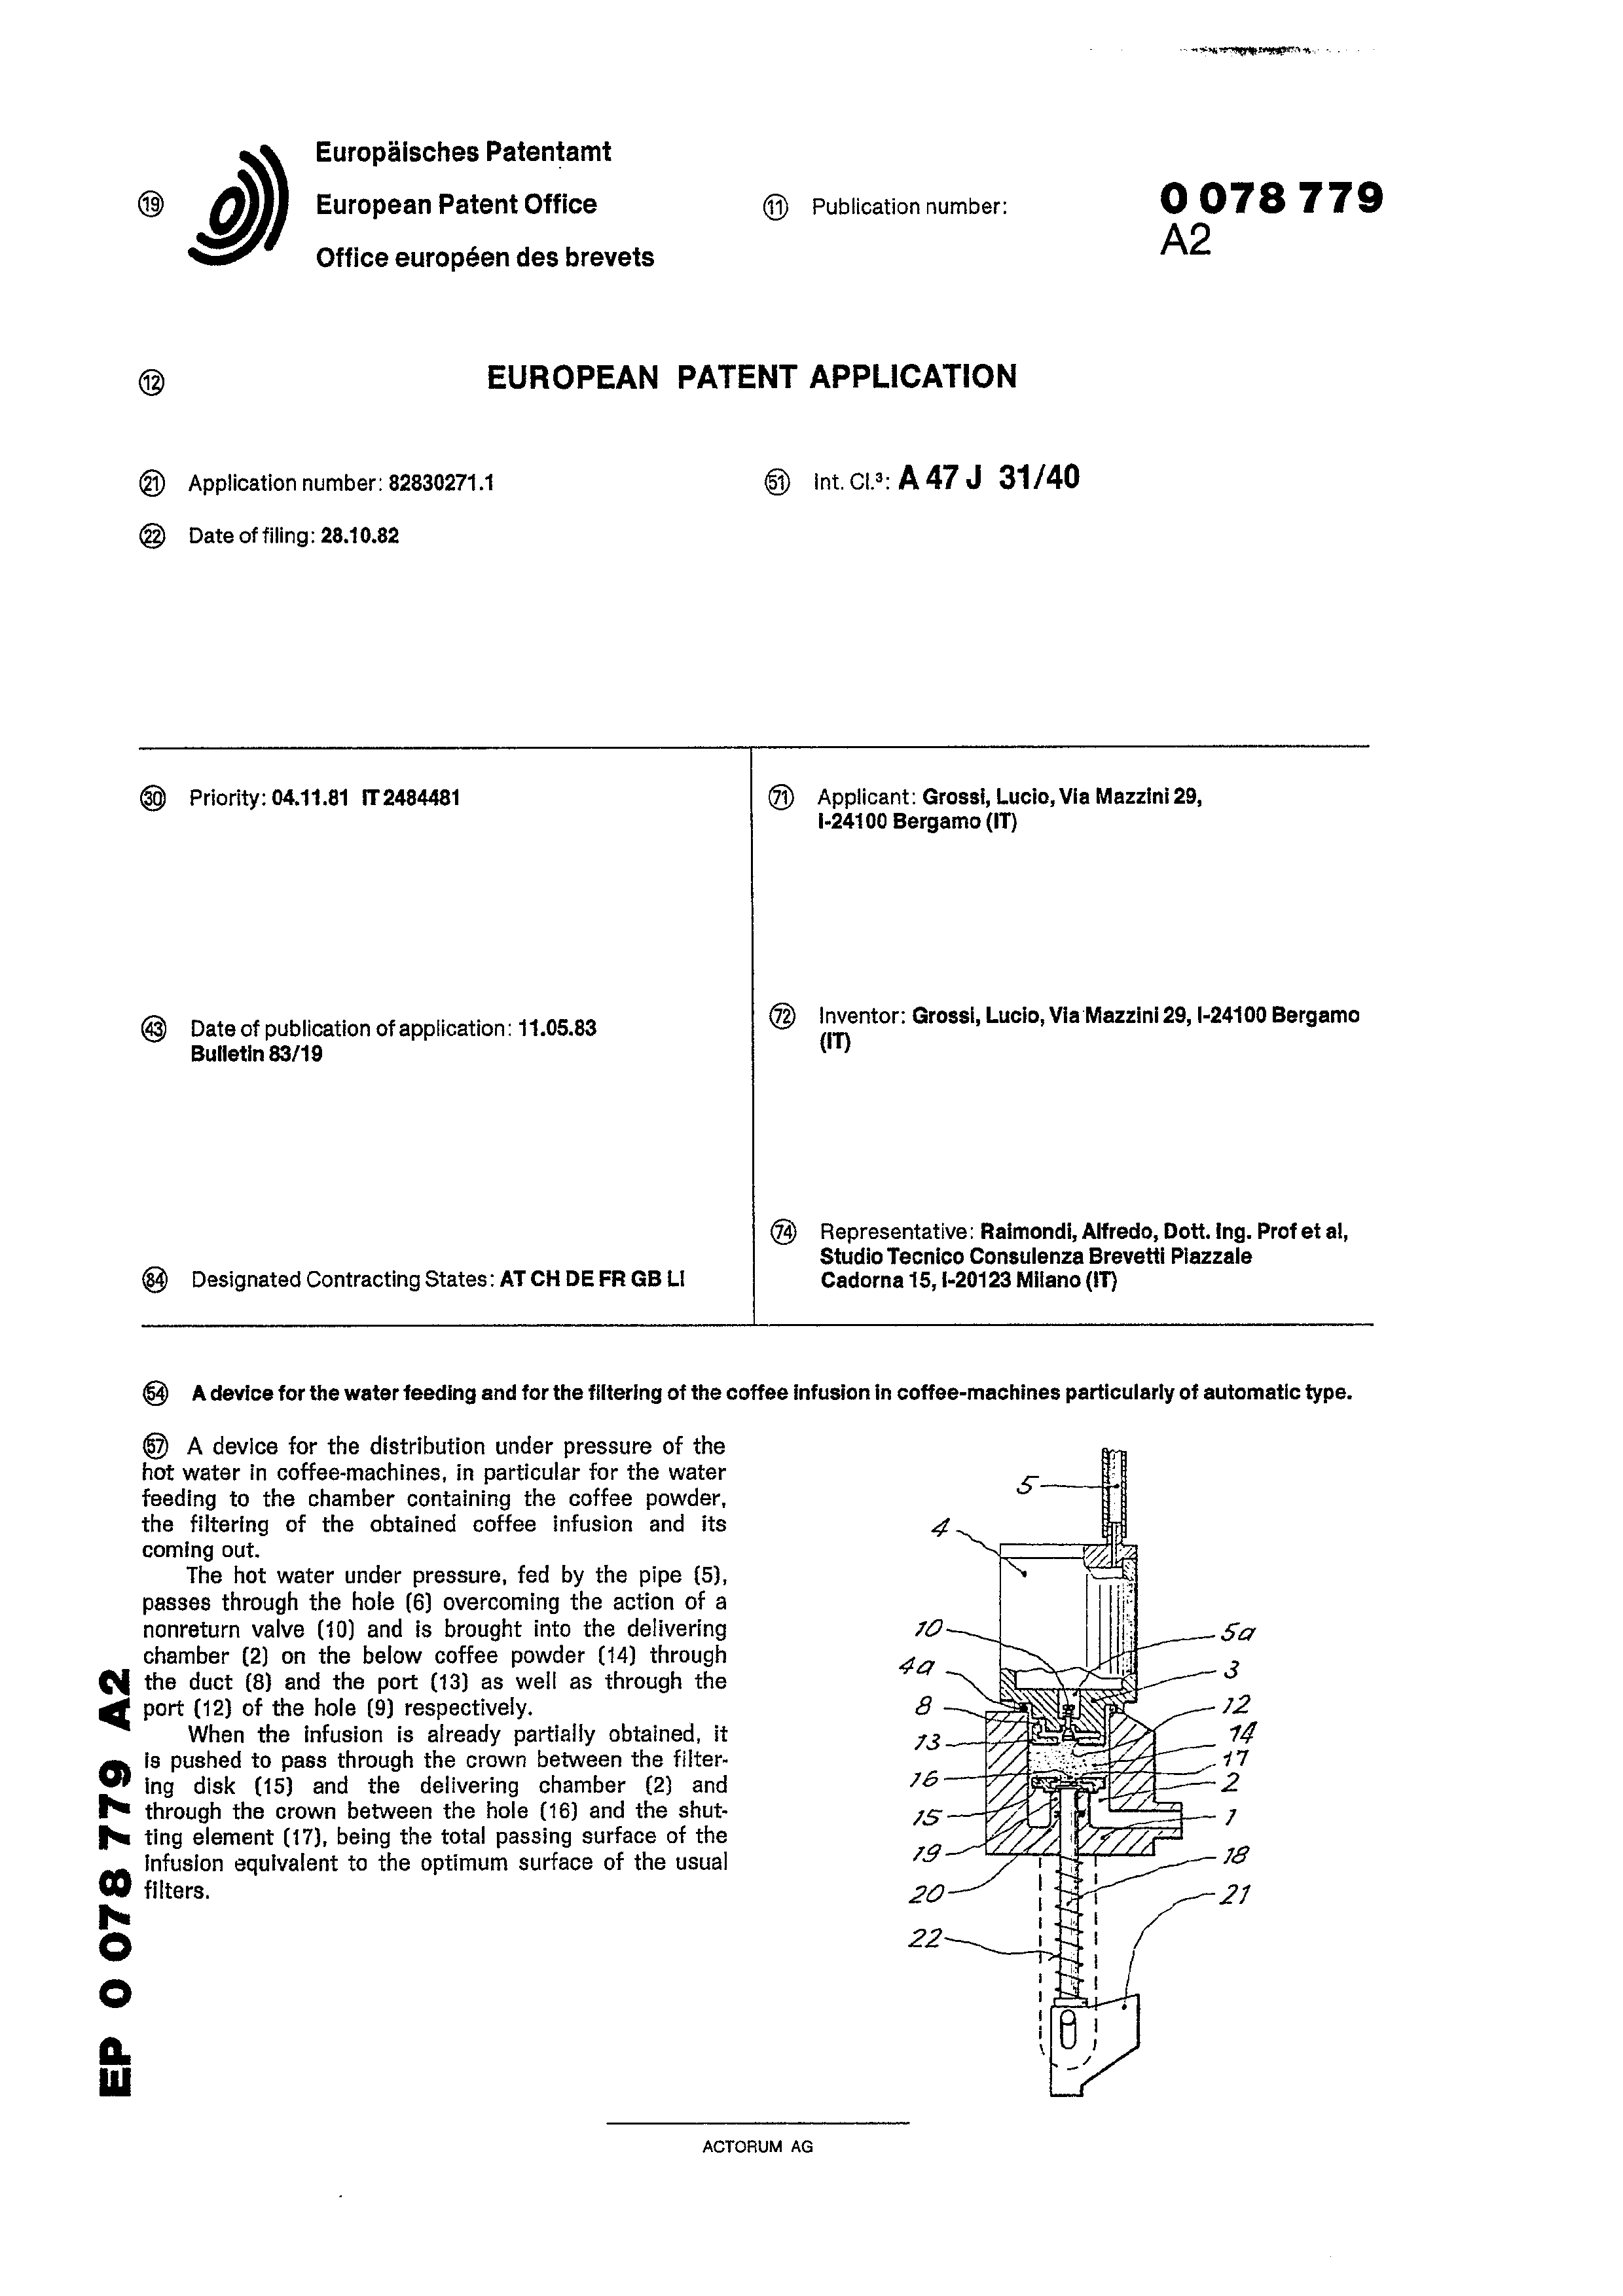 Europäisches Patentamt
⑲ European Patent Office
Office européen des brevets
⑪ Publication number: 0 078 779
A2
⑫ EUROPEAN PATENT APPLICATION
㉑ Application number: 82830271.1
㊿① Int. Cl.³: A 47 J 31/40
㉒ Date of filing: 28.10.82
㉚ Priority: 04.11.81 IT 2484481
㊸ Date of publication of application: 11.05.83
Bulletin 83/19
84 Designated Contracting States: AT CH DE FR GB LI
71 Applicant: Grossi, Lucio, Via Mazzini 29,
I-24100 Bergamo (IT)
72 Inventor: Grossi, Lucio, Via Mazzini 29, I-24100 Bergamo
(IT)
74 Representative: Raimondi, Alfredo, Dott. Ing. Prof et al,
Studio Tecnico Consulenza Brevetti Piazzale
Cadorna 15, I-20123 Milano (IT)
54 A device for the water feeding and for the filtering of the coffee infusion in coffee-machines particularly of automatic type.
57 A device for the distribution under pressure of the
hot water in coffee-machines, in particular for the water
feeding to the chamber containing the coffee powder,
the filtering of the obtained coffee infusion and its
coming out.
The hot water under pressure, fed by the pipe (5),
passes through the hole (6) overcoming the action of a
nonreturn valve (10) and is brought into the delivering
chamber (2) on the below coffee powder (14) through
the duct (8) and the port (13) as well as through the
port (12) of the hole (9) respectively.
When the infusion is already partially obtained, it
is pushed to pass through the crown between the filter-
ing disk (15) and the delivering chamber (2) and
through the crown between the hole (16) and the shut-
ting element (17), being the total passing surface of the
infusion equivalent to the optimum surface of the usual
filters.
EP 0 078 779 A2
5
4
10
5a
4a
3
8
12
13
14
16
17
2
15
1
19
18
20
21
22
ACTORUM AG